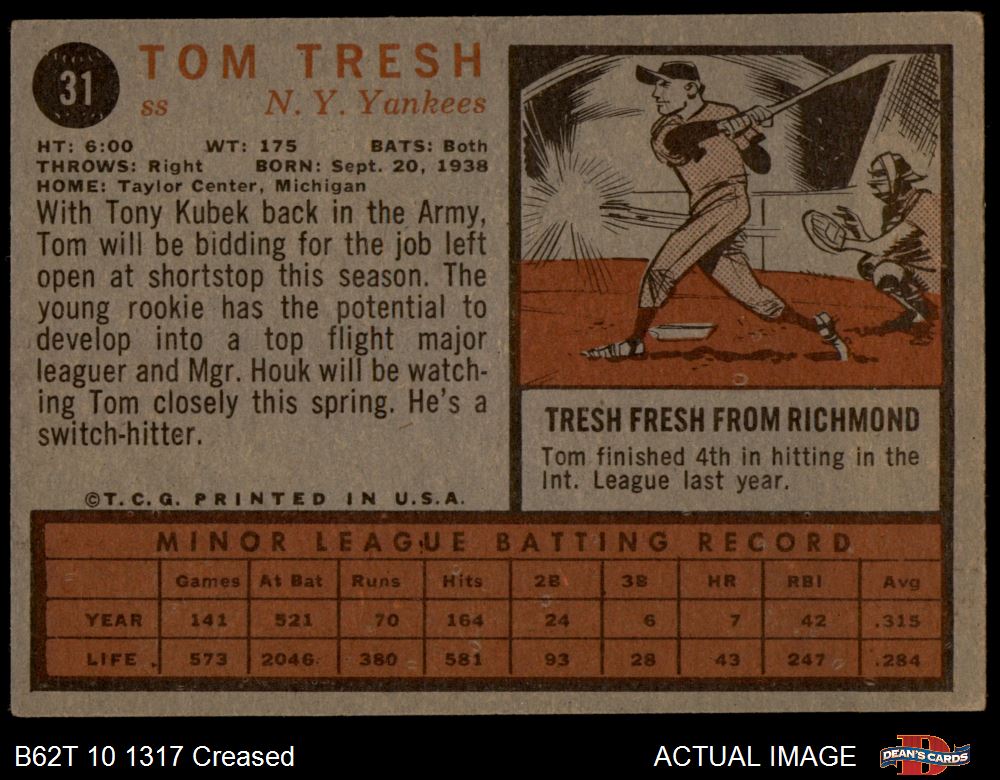 31
TOM TRESH
SS N. Y. Yankees
HT: 6:00 WT: 175 BATS: Both
THROWS: Right BORN: Sept. 20, 1938
HOME: Taylor Center, Michigan
With Tony Kubek back in the Army,
Tom will be bidding for the job left
open at shortstop this season. The
young rookie has the potential to
develop into a top flight major
leaguer and Mgr. Houk will be watch-
ing Tom closely this spring. He's a
switch-hitter.
©T.C.G. PRINTED IN U.S.A.
TRESH FRESH FROM RICHMOND
Tom finished 4th in hitting in the
Int. League last year.
MINOR LEAGUE BATTING RECORD
Games At Bat Runs Hits 2B 3B HR RBI Avg
YEAR 141 521 70 164 24 6 7 42 .315
LIFE 573 2046 380 581 93 28 43 247 .284
B62T 10 1317 Creased
ACTUAL IMAGE
DEAN'S CARDS